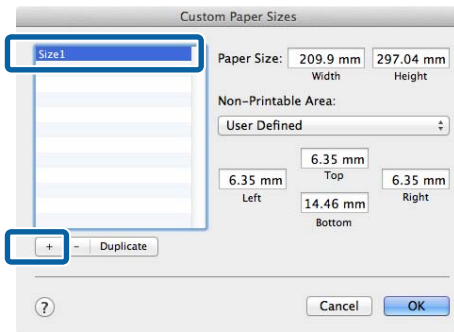 Custom Paper Sizes
Size1
Paper Size: 209.9 mm 297.04 mm
Width Height
Non-Printable Area:
User Defined
6.35 mm
Top
6.35 mm 6.35 mm
Left Right
14.46 mm
Bottom
+ - Duplicate
? Cancel OK